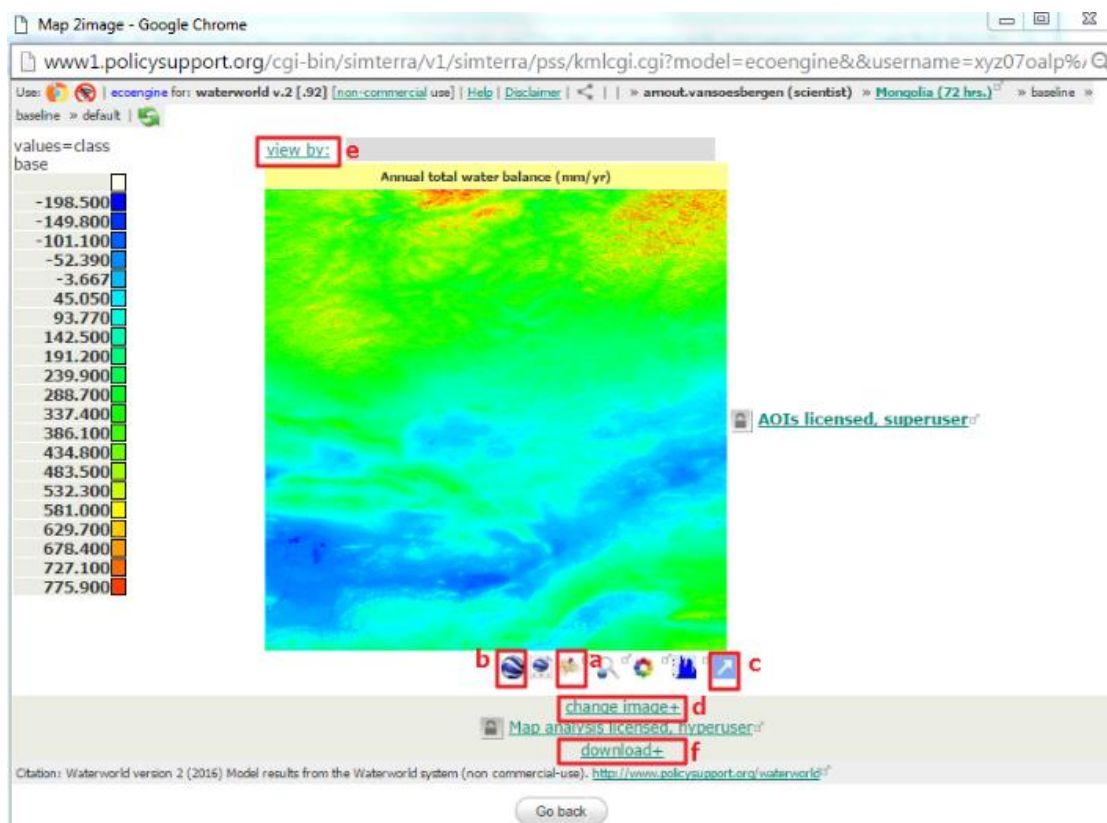 Map 2image - Google Chrome
www1.policysupport.org/cgi-bin/simterra/v1/simterra/pss/kmlcgi.cgi?model=ecoengine&&username=xyz07oalp%
Use: | ecoengine for: waterworld v.2 [.92] [non-commercial use] | Help | Disclaimer | | | » arnout.vansoesbergen (scientist) » Mongolia (72 hrs.) » baseline »
baseline » default |
values=class
base
view by: e
Annual total water balance (mm/yr)
-198.500
-149.800
-101.100
-52.390
-3.667
45.050
93.770
142.500
191.200
239.900
288.700
337.400
386.100
434.800
483.500
532.300
581.000
629.700
678.400
727.100
775.900
AOIs licensed, superuser
b a c
change image+ d
Map analysis licensed, hyperuser
download+ f
Citation: Waterworld version 2 (2016) Model results from the Waterworld system (non commercial-use). http://www.policysupport.org/waterworld
Go back